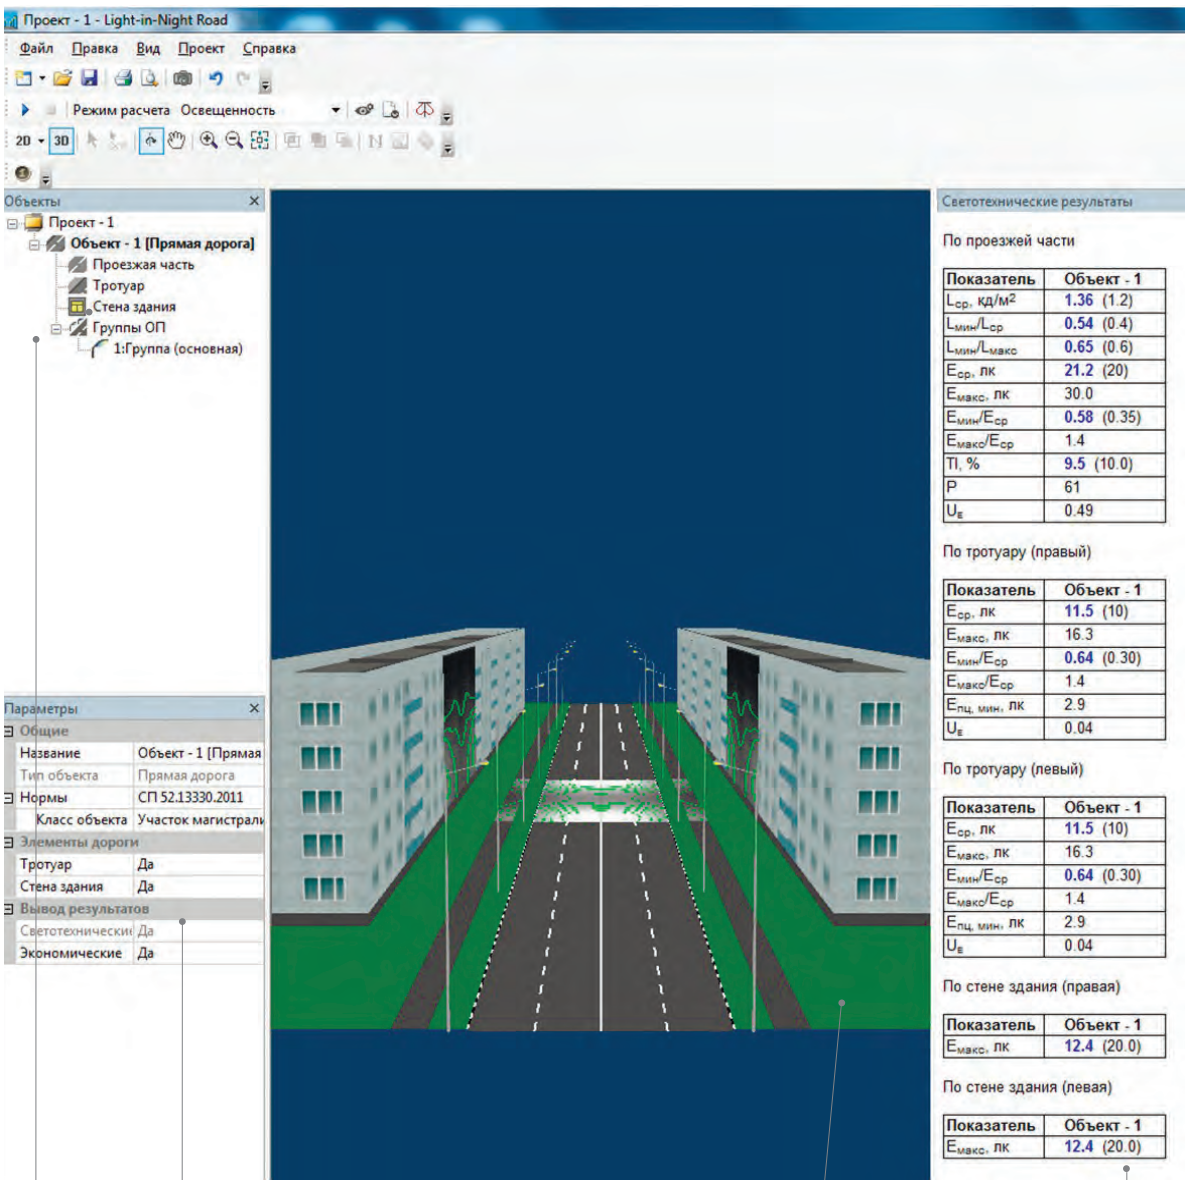 Проект - 1 - Light-in-Night Road
Файл Правка Вид Проект Справка
Режим расчета Освещенность
2D 3D
Объекты
Проект - 1
Объект - 1 [Прямая дорога]
Проезжая часть
Тротуар
Стена здания
Группы ОП
1:Группа (основная)
Параметры
Общие
Название Объект - 1 [Прямая
Тип объекта Прямая дорога
Нормы СП 52.13330.2011
Класс объекта Участок магистрали
Элементы дороги
Тротуар Да
Стена здания Да
Вывод результатов
Светотехнически Да
Экономические Да
Светотехнические результаты
По проезжей части
Показатель Объект - 1
Lср, кд/м² 1.36 (1.2)
Lмин/Lср 0.54 (0.4)
Lмин/Lмакс 0.65 (0.6)
Eср, лк 21.2 (20)
Eмакс, лк 30.0
Eмин/Eср 0.58 (0.35)
Eмакс/Eср 1.4
TI, % 9.5 (10.0)
P 61
UE 0.49
По тротуару (правый)
Показатель Объект - 1
Eср, лк 11.5 (10)
Eмакс, лк 16.3
Eмин/Eср 0.64 (0.30)
Eмакс/Eср 1.4
Eпц, мин, лк 2.9
UE 0.04
По тротуару (левый)
Показатель Объект - 1
Eср, лк 11.5 (10)
Eмакс, лк 16.3
Eмин/Eср 0.64 (0.30)
Eмакс/Eср 1.4
Eпц, мин, лк 2.9
UE 0.04
По стене здания (правая)
Показатель Объект - 1
Eмакс, лк 12.4 (20.0)
По стене здания (левая)
Показатель Объект - 1
Eмакс, лк 12.4 (20.0)